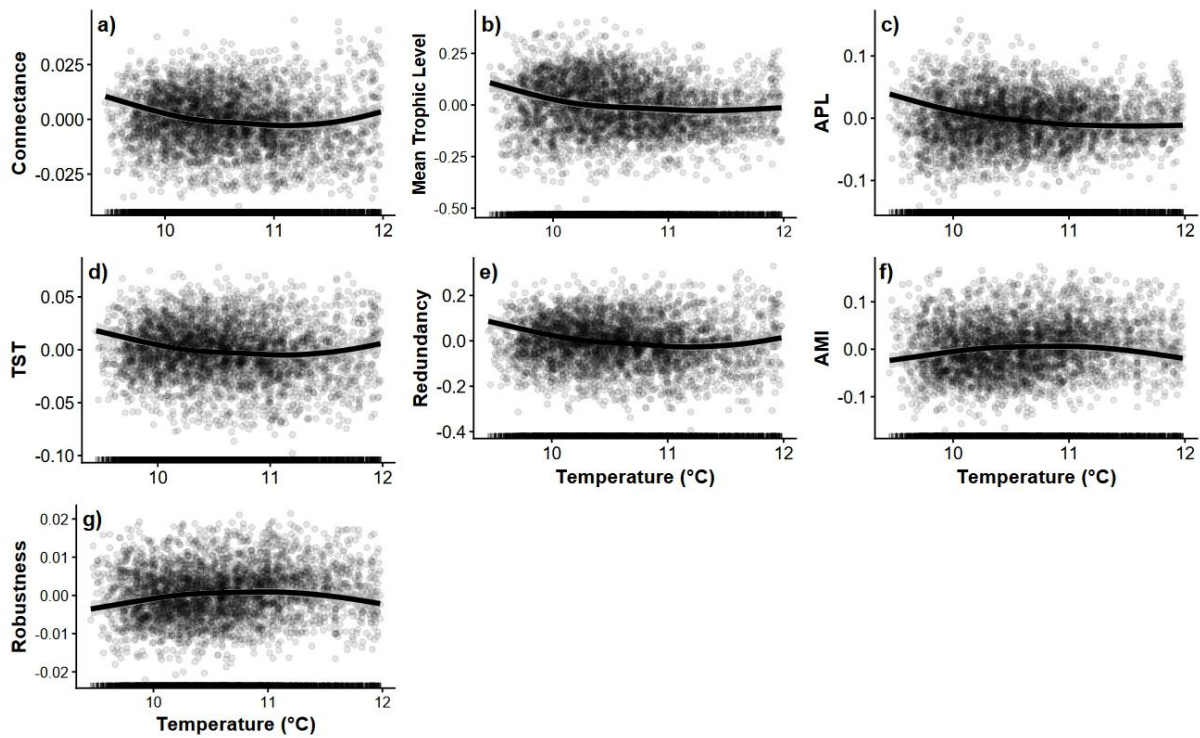 a)
Connectance
0.025
0.000
-0.025
10 11 12
b)
Mean Trophic Level
0.25
0.00
-0.25
-0.50
10 11 12
c)
APL
0.1
0.0
-0.1
10 11 12
d)
TST
0.05
0.00
-0.05
-0.10
10 11 12
e)
Redundancy
0.2
0.0
-0.2
-0.4
10 11 12
Temperature (°C)
f)
AMI
0.1
0.0
-0.1
10 11 12
Temperature (°C)
g)
Robustness
0.02
0.01
0.00
-0.01
-0.02
10 11 12
Temperature (°C)